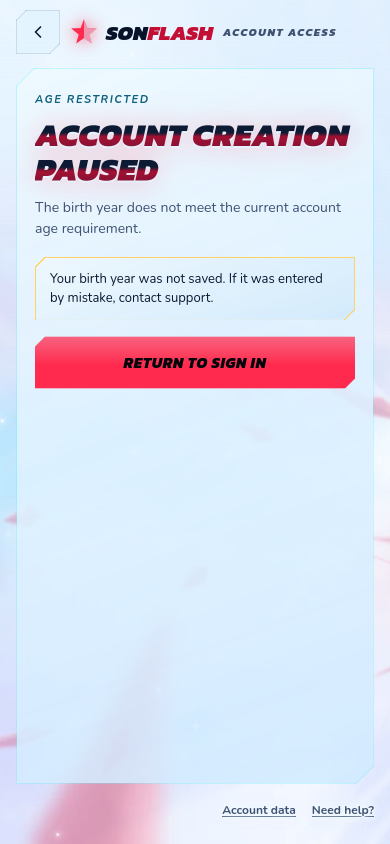 SONFLASH ACCOUNT ACCESS
AGE RESTRICTED
ACCOUNT CREATION
PAUSED
The birth year does not meet the current account
age requirement.
Your birth year was not saved. If it was entered
by mistake, contact support.
RETURN TO SIGN IN
Account data Need help?